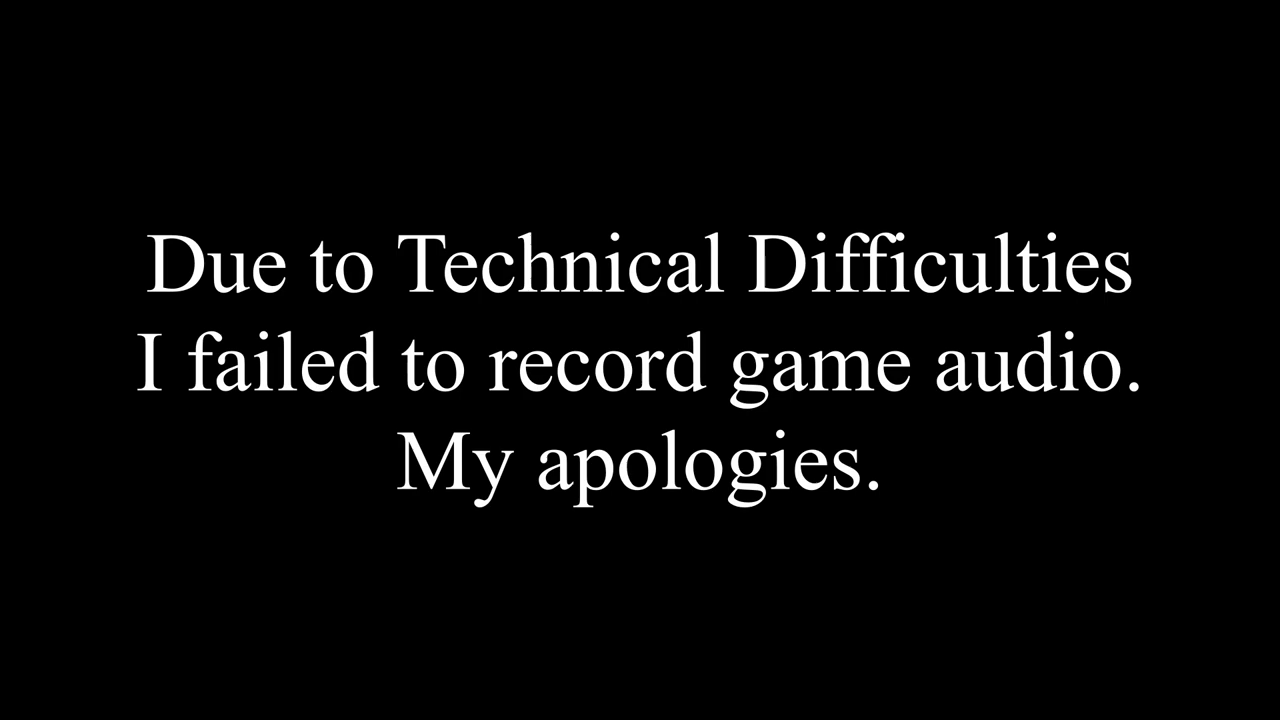 Due to Technical Difficulties
I failed to record game audio.
My apologies.